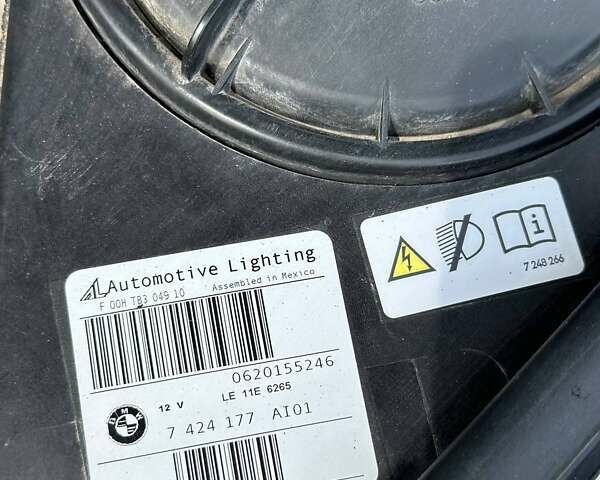 AL Automotive Lighting
Assembled in Mexico
F 00H TB3 049 10
0620155246
LE 11E 6265
12 V
BMW
7 424 177 AI01
i
7 248 266